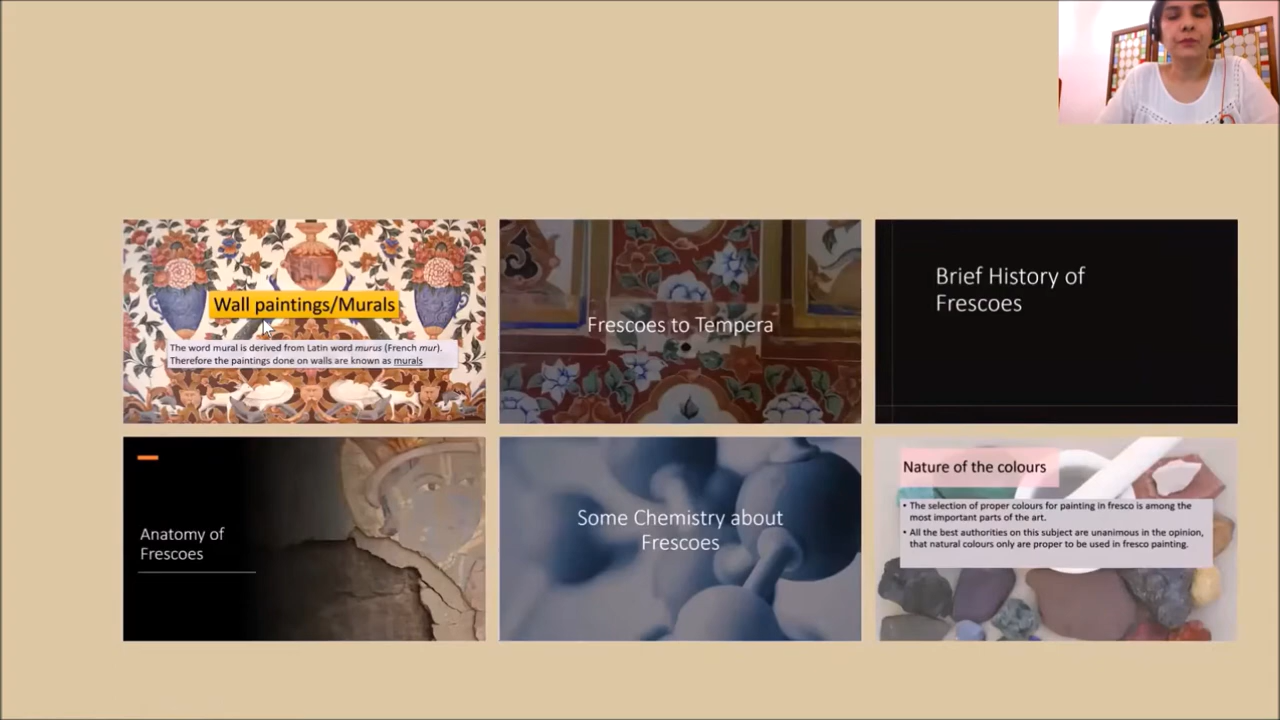 Wall paintings/Murals
The word mural is derived from Latin word murus (French mur).
Therefore the paintings done on walls are known as murals
Frescoes to Tempera
Brief History of
Frescoes
Anatomy of
Frescoes
Some Chemistry about
Frescoes
Nature of the colours
• The selection of proper colours for painting in fresco is among the
most important parts of the art.
• All the best authorities on this subject are unanimous in the opinion,
that natural colours only are proper to be used in fresco painting.